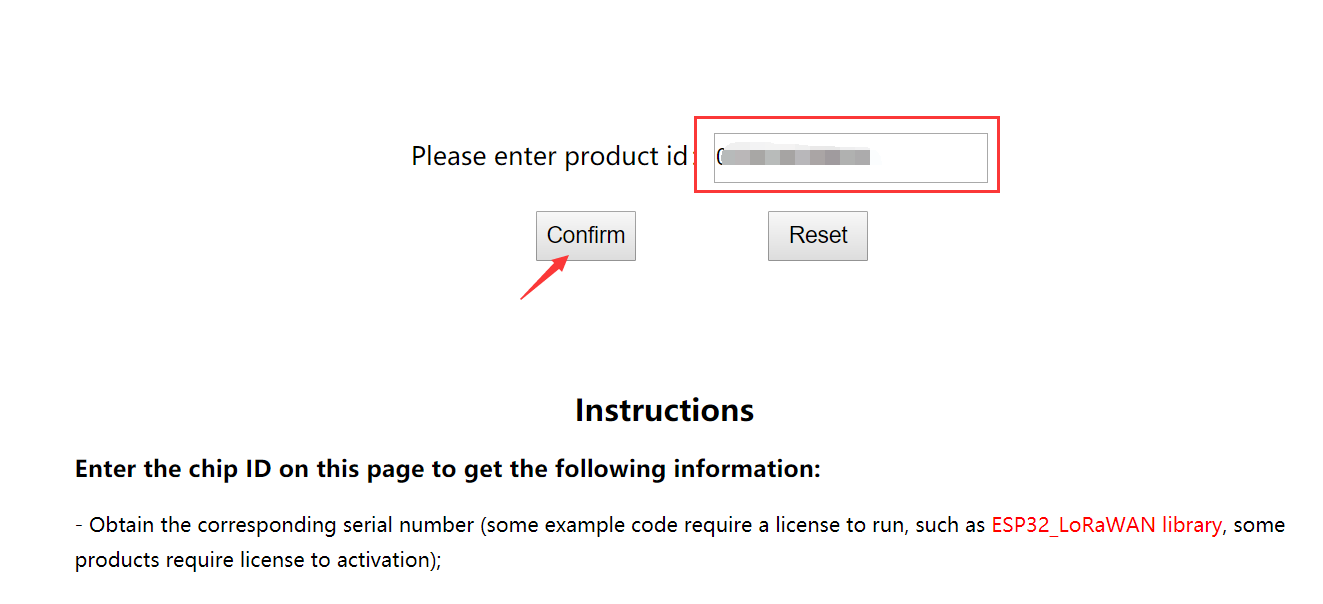 Please enter product id:
Confirm
Reset
Instructions
Enter the chip ID on this page to get the following information:
- Obtain the corresponding serial number (some example code require a license to run, such as ESP32_LoRaWAN library, some
products require license to activation);